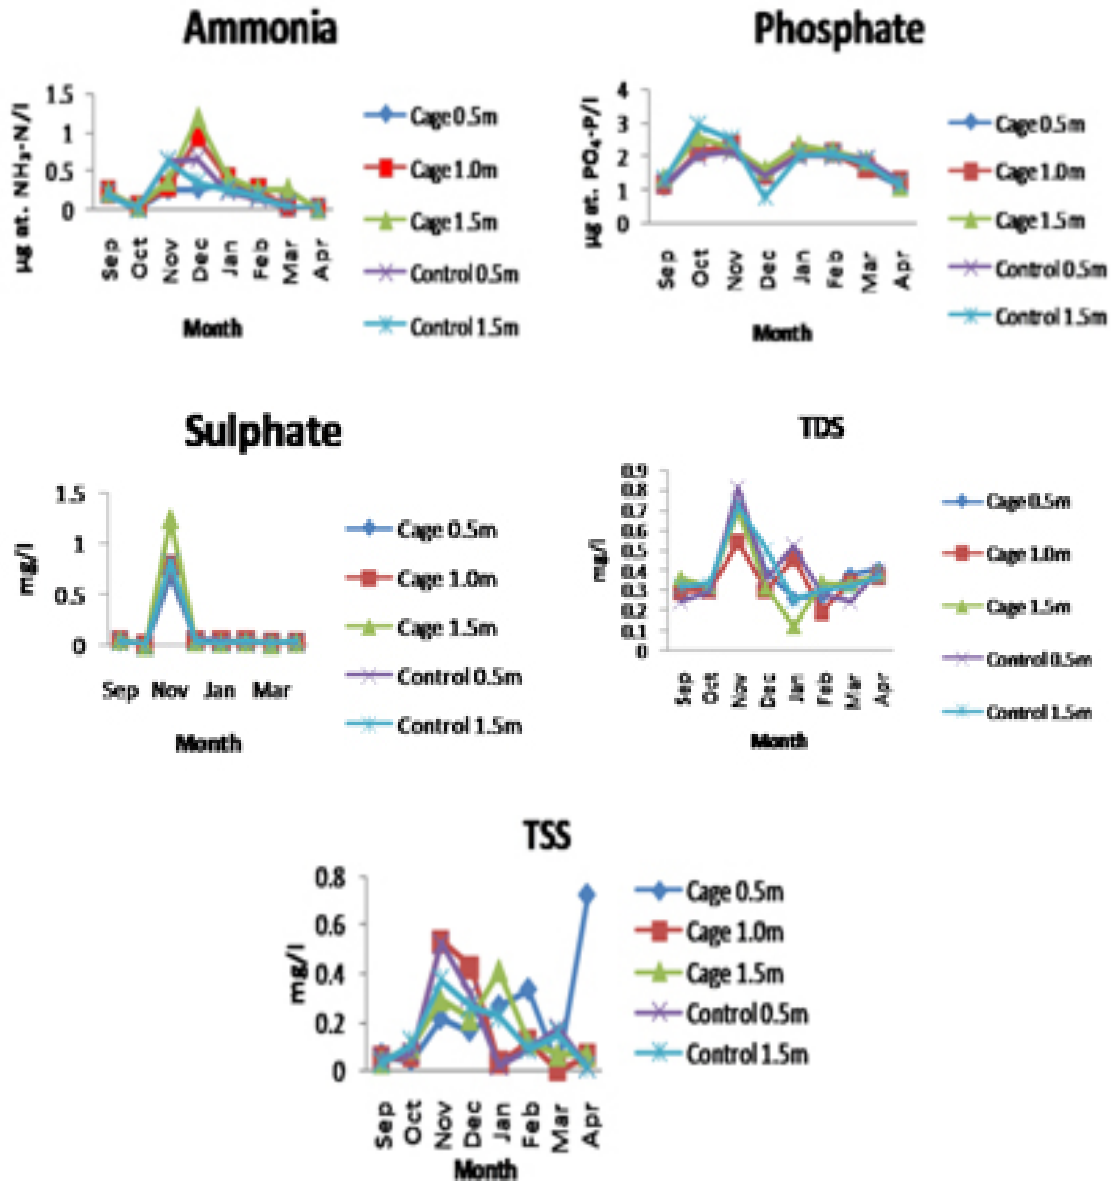 Ammonia
µg at. NH₃-N/l
1.5
1
0.5
0
Sep
Oct
Nov
Dec
Jan
Feb
Mar
Apr
Month
Cage 0.5m
Cage 1.0m
Cage 1.5m
Control 0.5m
Control 1.5m
Phosphate
µg at. PO₄-P/l
4
3
2
1
0
Sep
Oct
Nov
Dec
Jan
Feb
Mar
Apr
Month
Cage 0.5m
Cage 1.0m
Cage 1.5m
Control 0.5m
Control 1.5m
Sulphate
mg/l
1.5
1
0.5
0
Sep Nov Jan Mar
Month
Cage 0.5m
Cage 1.0m
Cage 1.5m
Control 0.5m
Control 1.5m
TDS
mg/l
0.9
0.8
0.7
0.6
0.5
0.4
0.3
0.2
0.1
0
Sep
Oct
Nov
Dec
Jan
Feb
Mar
Apr
Month
Cage 0.5m
Cage 1.0m
Cage 1.5m
Control 0.5m
Control 1.5m
TSS
mg/l
0.8
0.6
0.4
0.2
0
Sep
Oct
Nov
Dec
Jan
Feb
Mar
Apr
Month
Cage 0.5m
Cage 1.0m
Cage 1.5m
Control 0.5m
Control 1.5m